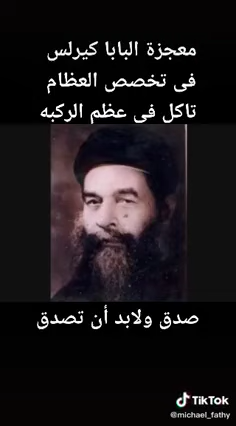 معجزة البابا كيرلس
فى تخصص العظام
تاكل فى عظم الركبه
صدق ولابد أن تصدق
TikTok
@michael_fathy